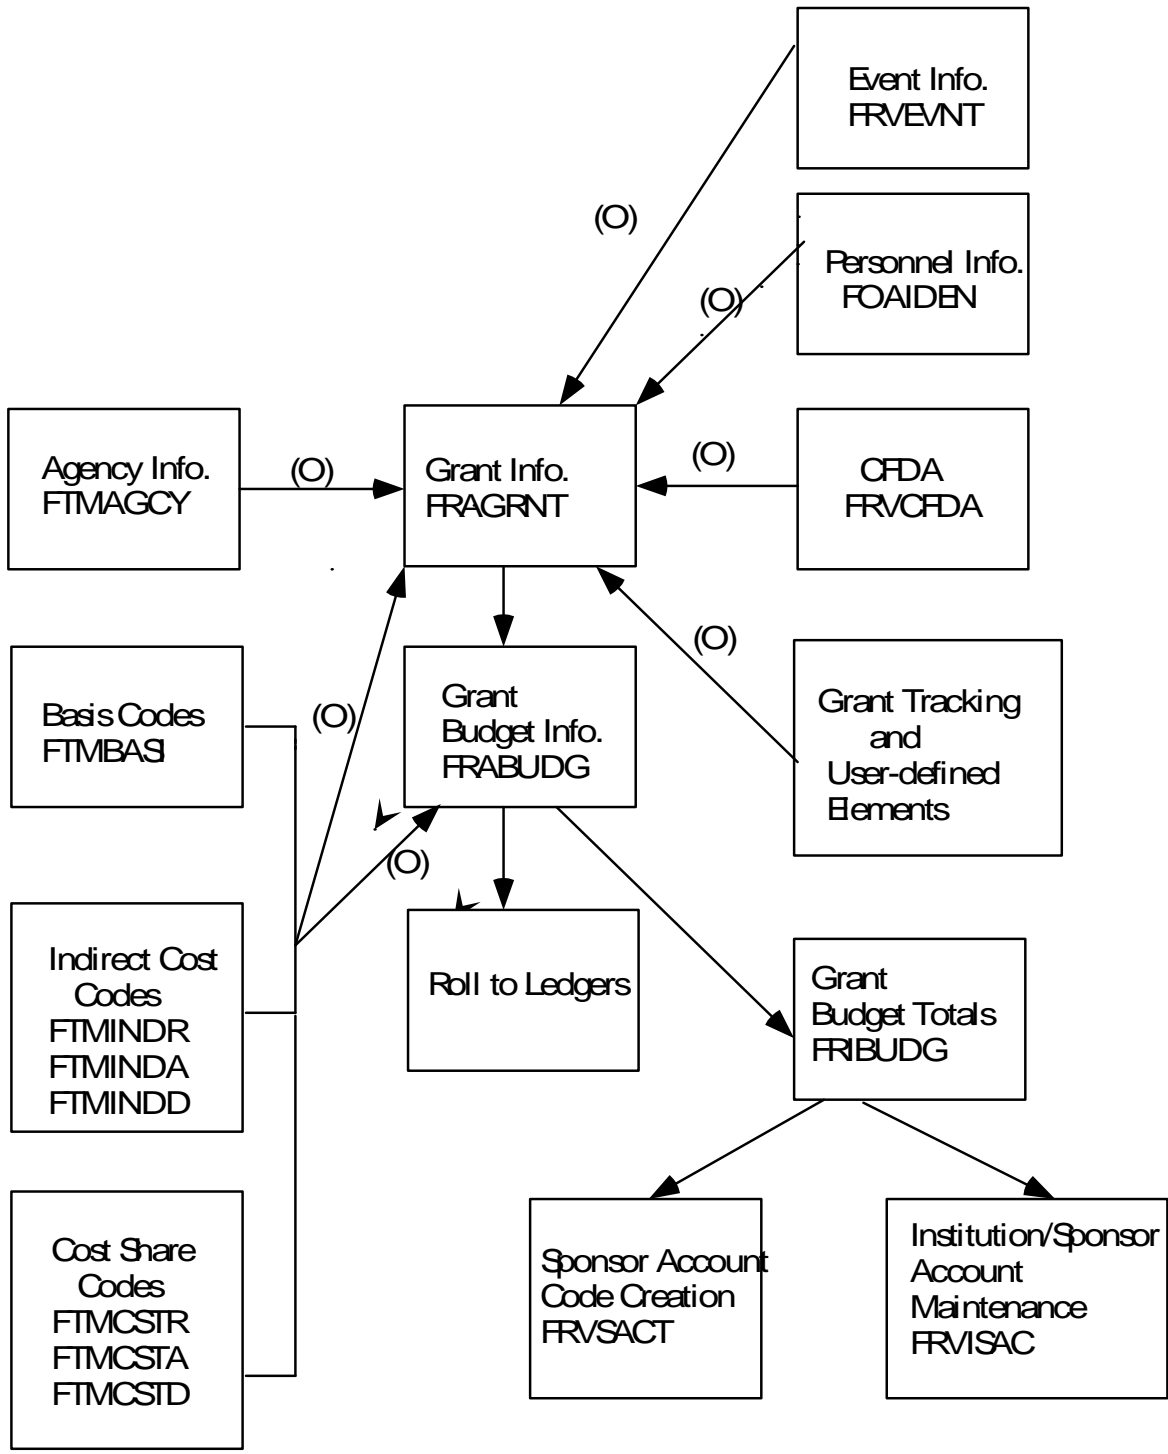 Event Info.
FRVEVNT
(O)
Personnel Info.
FOAIDEN
(O)
Agency Info.
FTMAGCY
(O)
Grant Info.
FRAGRNT
(O)
CFDA
FRVCFDA
Basis Codes
FTMBASI
(O)
Grant
Budget Info.
FRABUDG
(O)
Grant Tracking
and
User-defined
Elements
(O)
Indirect Cost
Codes
FTMINDR
FTMINDA
FTMINDD
Roll to Ledgers
Grant
Budget Totals
FRIBUDG
Cost Share
Codes
FTMCSTR
FTMCSTA
FTMCSTD
Sponsor Account
Code Creation
FRVSACT
Institution/Sponsor
Account
Maintenance
FRVISAC